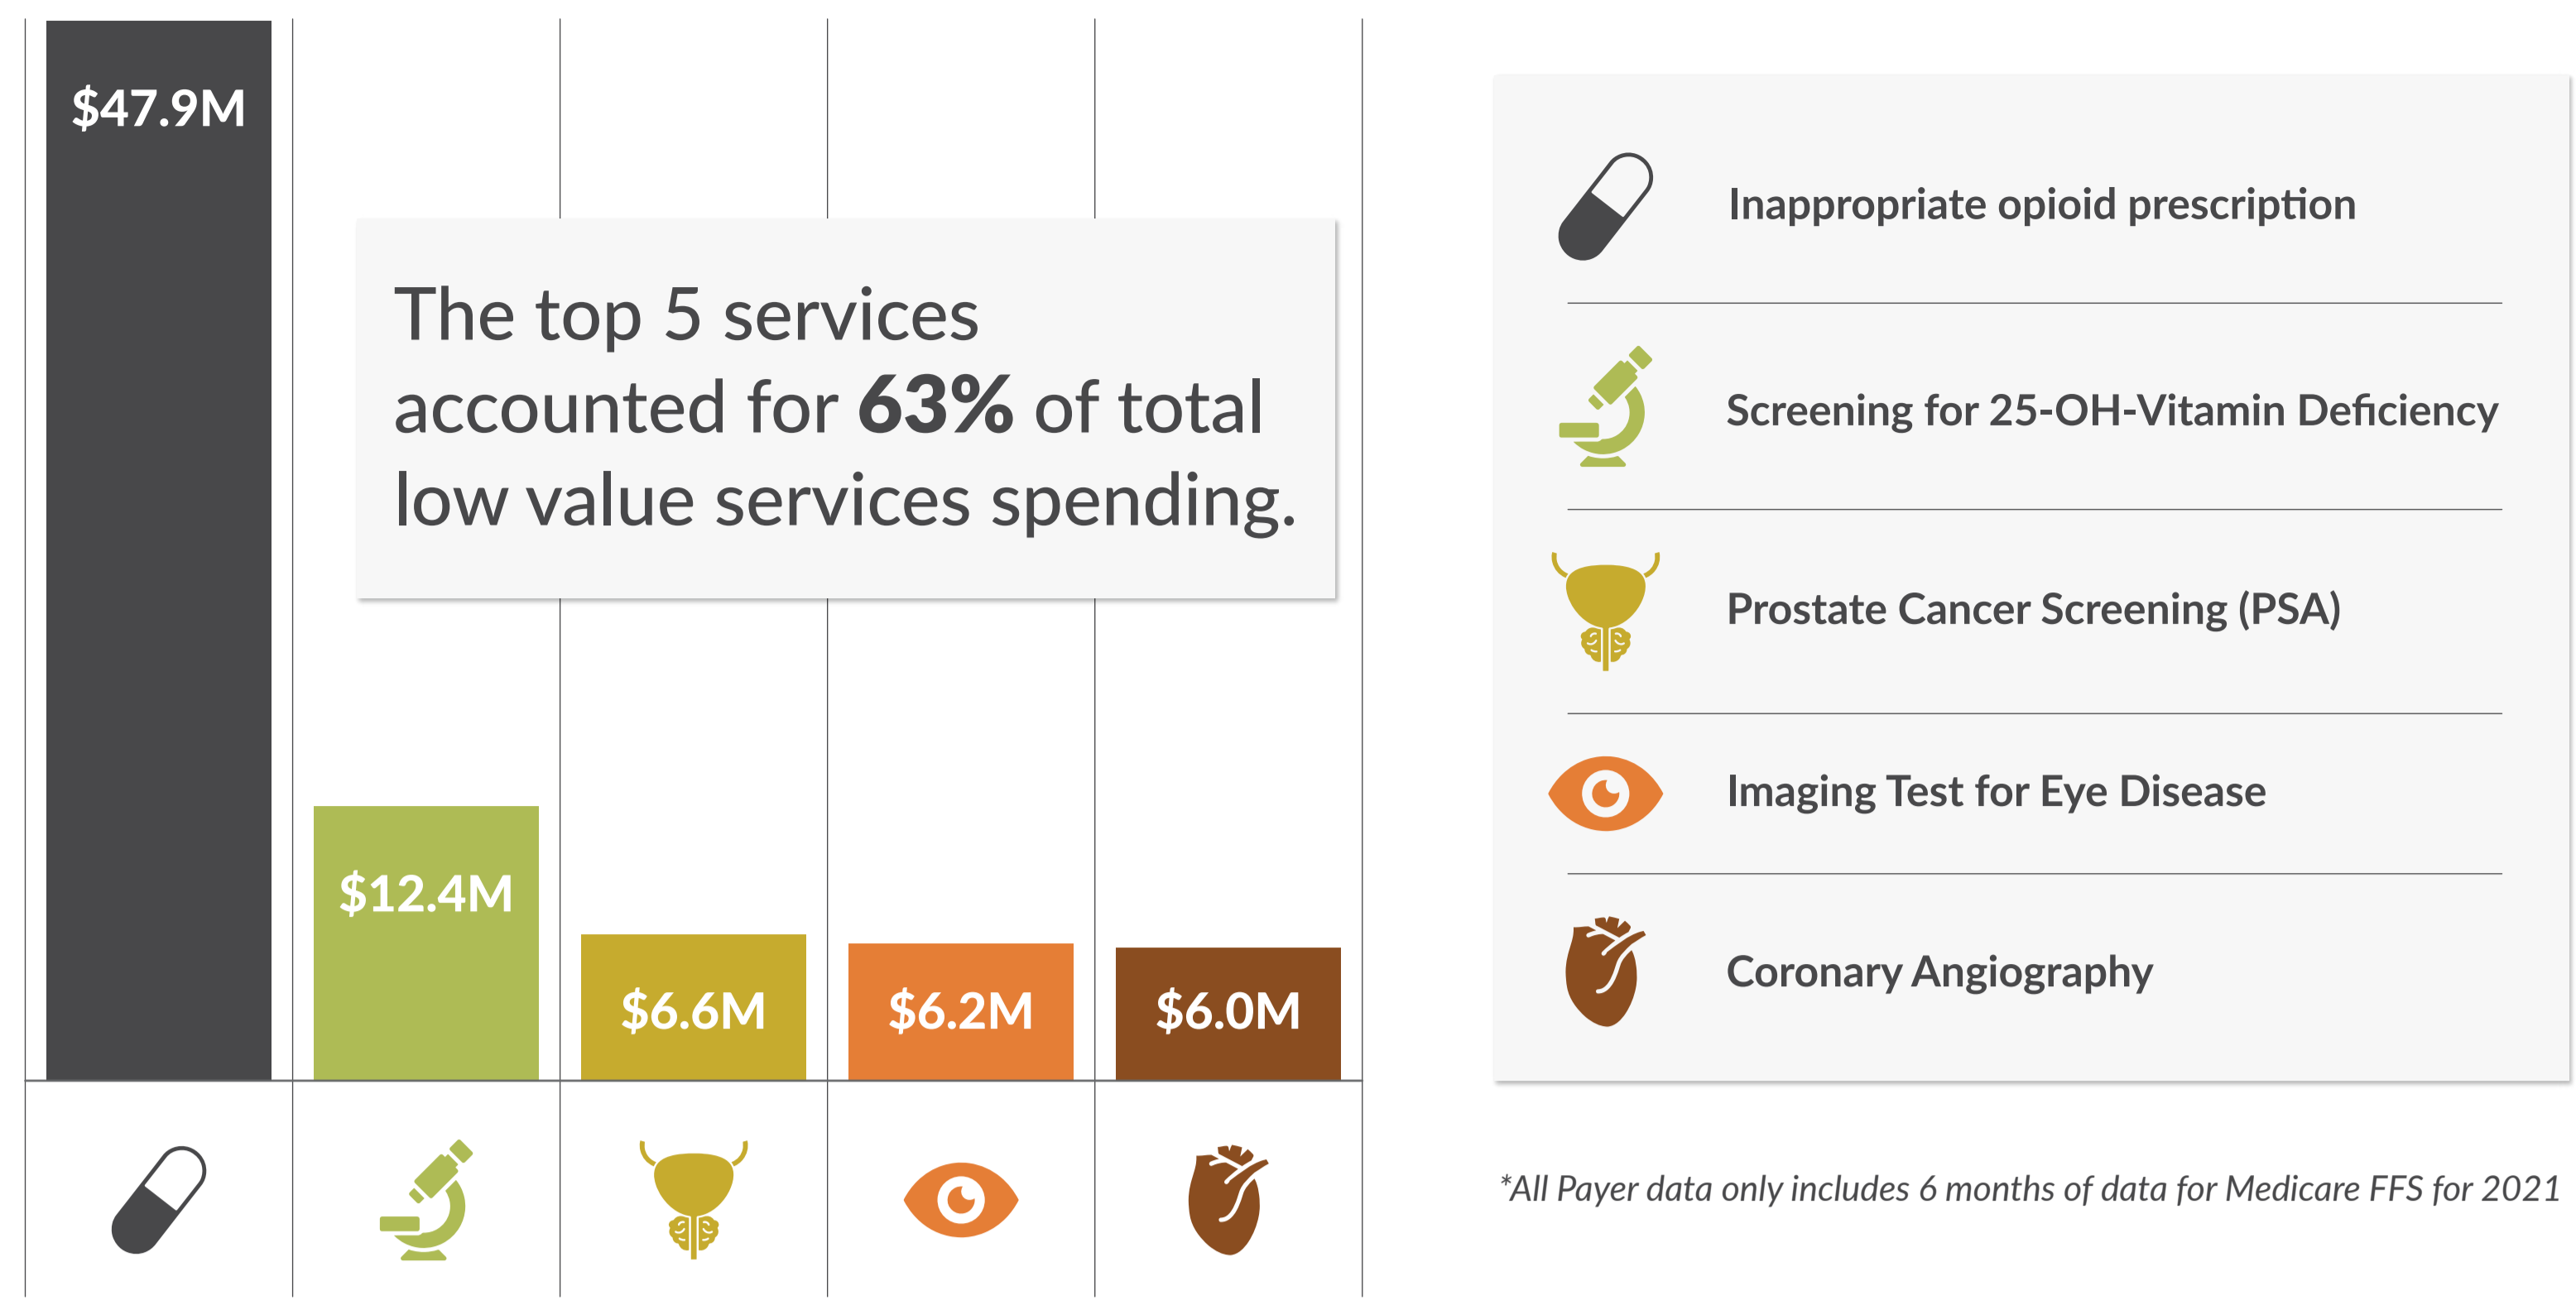 $47.9M
The top 5 services
accounted for 63% of total
low value services spending.
$12.4M
$6.6M
$6.2M
$6.0M
Inappropriate opioid prescription
Screening for 25-OH-Vitamin Deficiency
Prostate Cancer Screening (PSA)
Imaging Test for Eye Disease
Coronary Angiography
*All Payer data only includes 6 months of data for Medicare FFS for 2021